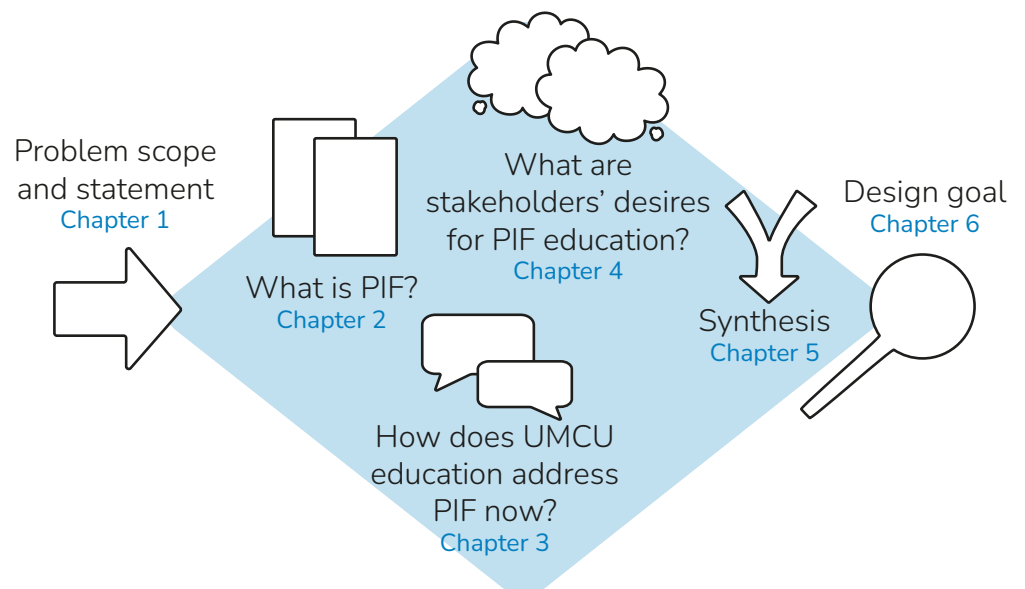 Problem scope
and statement
Chapter 1
What is PIF?
Chapter 2
How does UMCU
education address
PIF now?
Chapter 3
What are
stakeholders’ desires
for PIF education?
Chapter 4
Synthesis
Chapter 5
Design goal
Chapter 6